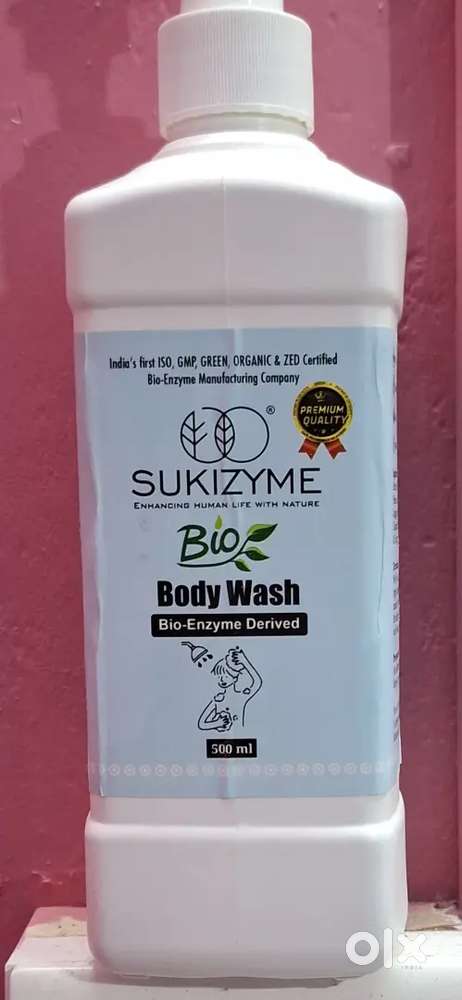 India's first ISO, GMP, GREEN, ORGANIC & ZED Certified
Bio-Enzyme Manufacturing Company
PREMIUM
QUALITY
®
SUKIZYME
ENHANCING HUMAN LIFE WITH NATURE
Bio
Body Wash
Bio-Enzyme Derived
500 ml
olx
INDIA